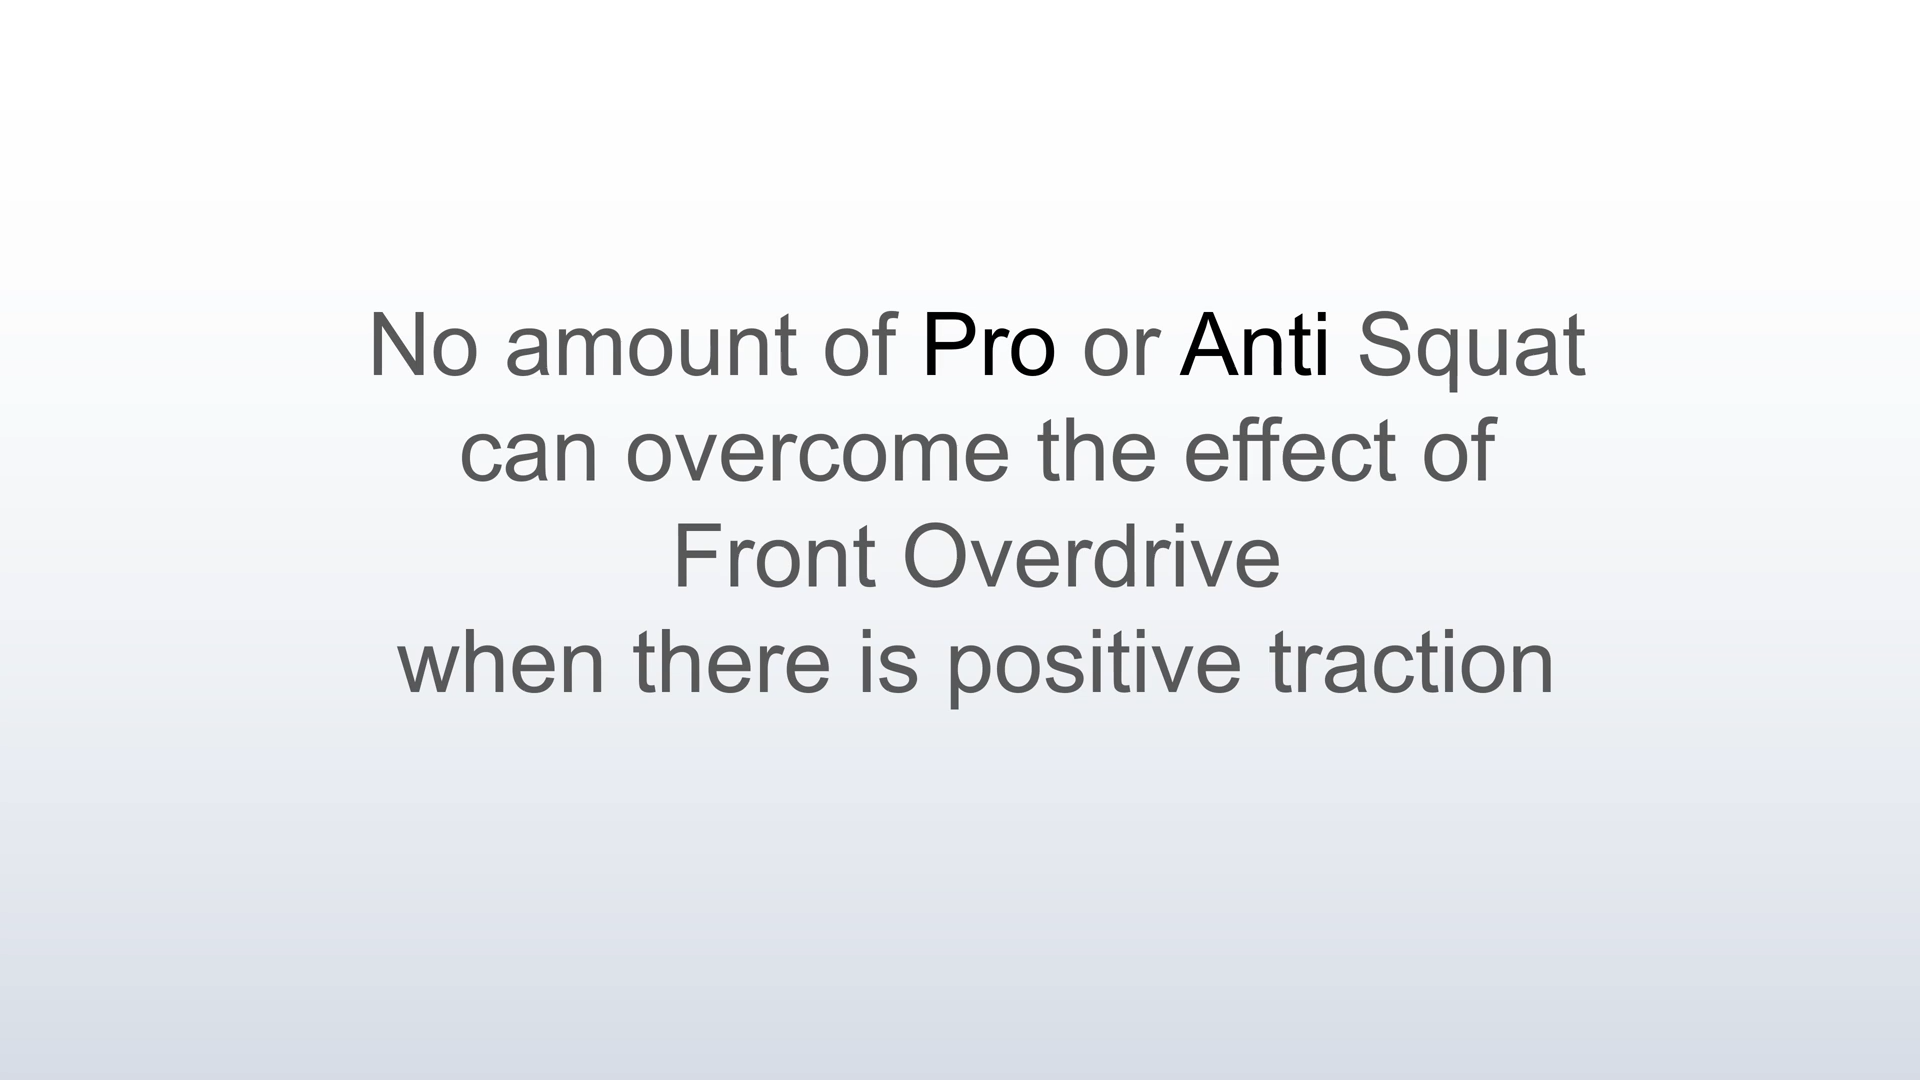 No amount of Pro or Anti Squat
can overcome the effect of
Front Overdrive
when there is positive traction